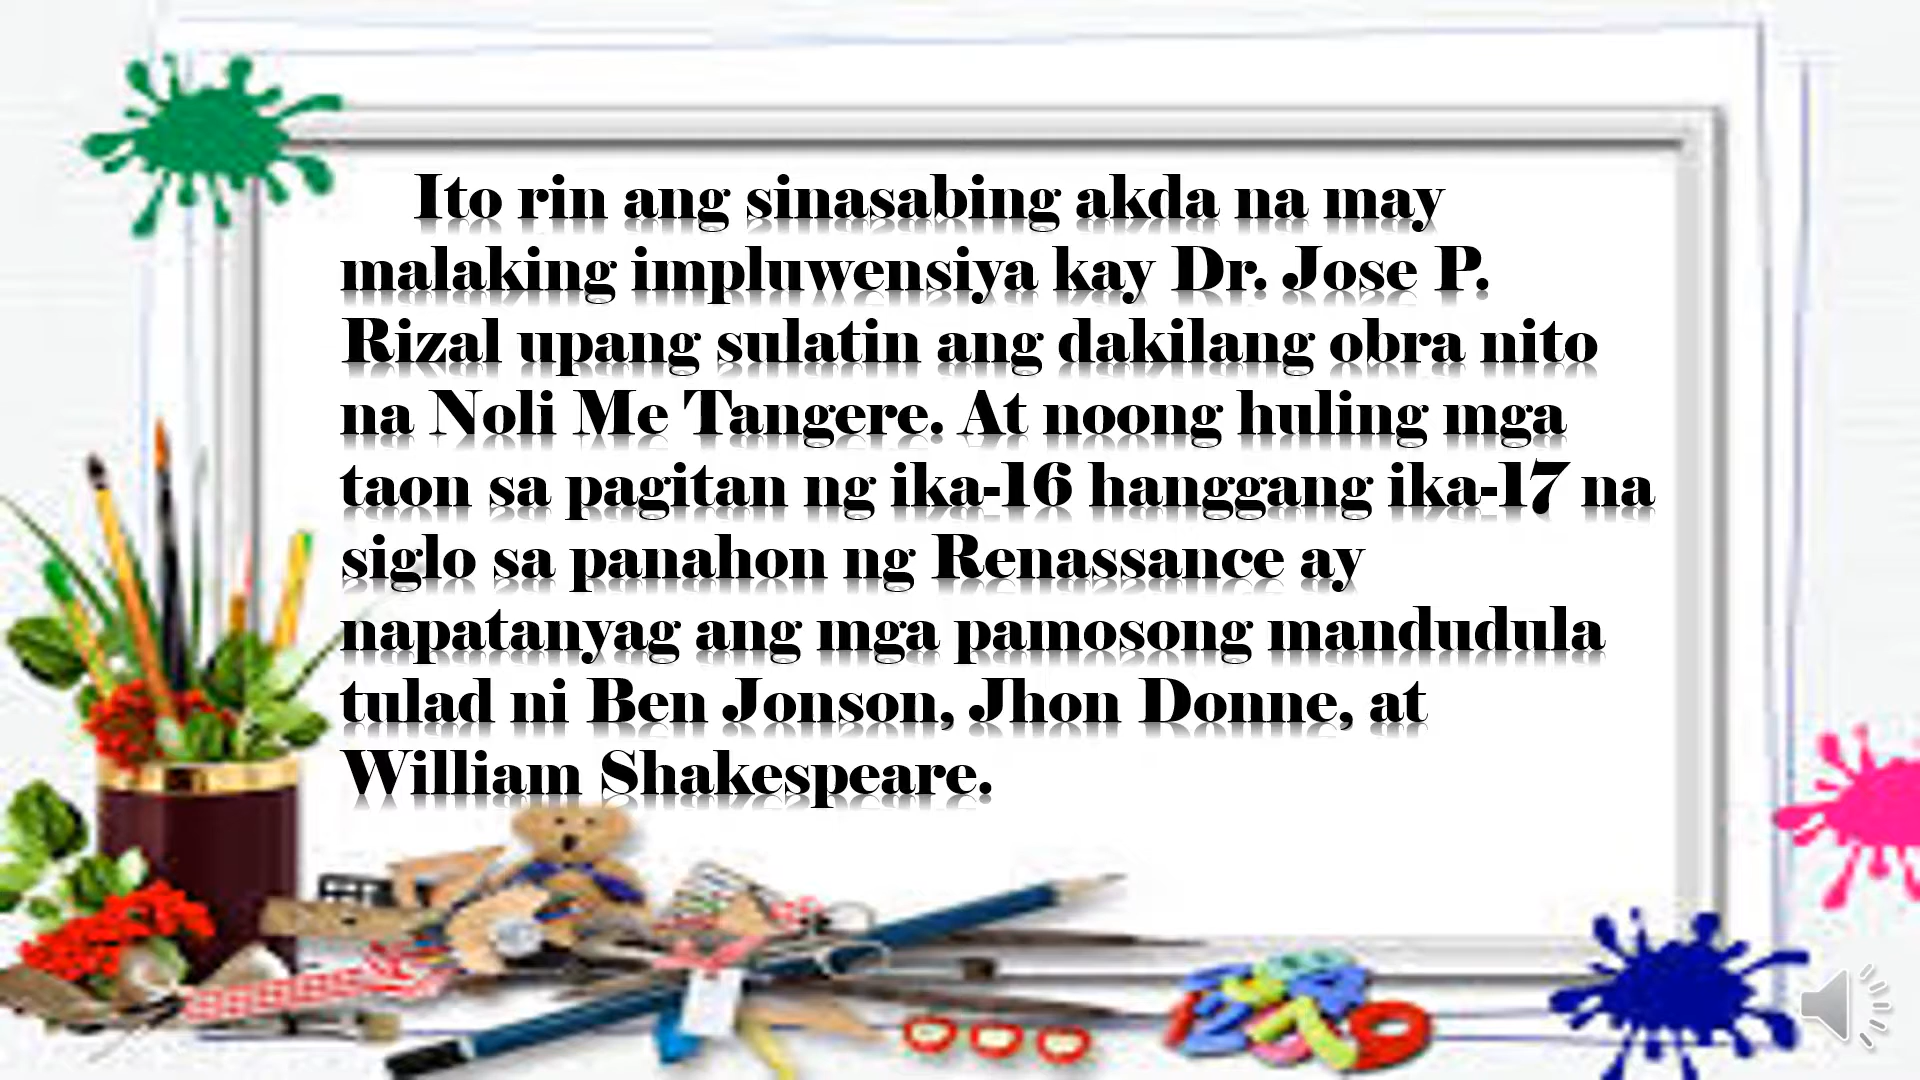 Ito rin ang sinasabing akda na may
malaking impluwensiya kay Dr. Jose P.
Rizal upang sulatin ang dakilang obra nito
na Noli Me Tangere. At noong huling mga
taon sa pagitan ng ika-16 hanggang ika-17 na
siglo sa panahon ng Renassance ay
napatanyag ang mga pamosong mandudula
tulad ni Ben Jonson, Jhon Donne, at
William Shakespeare.